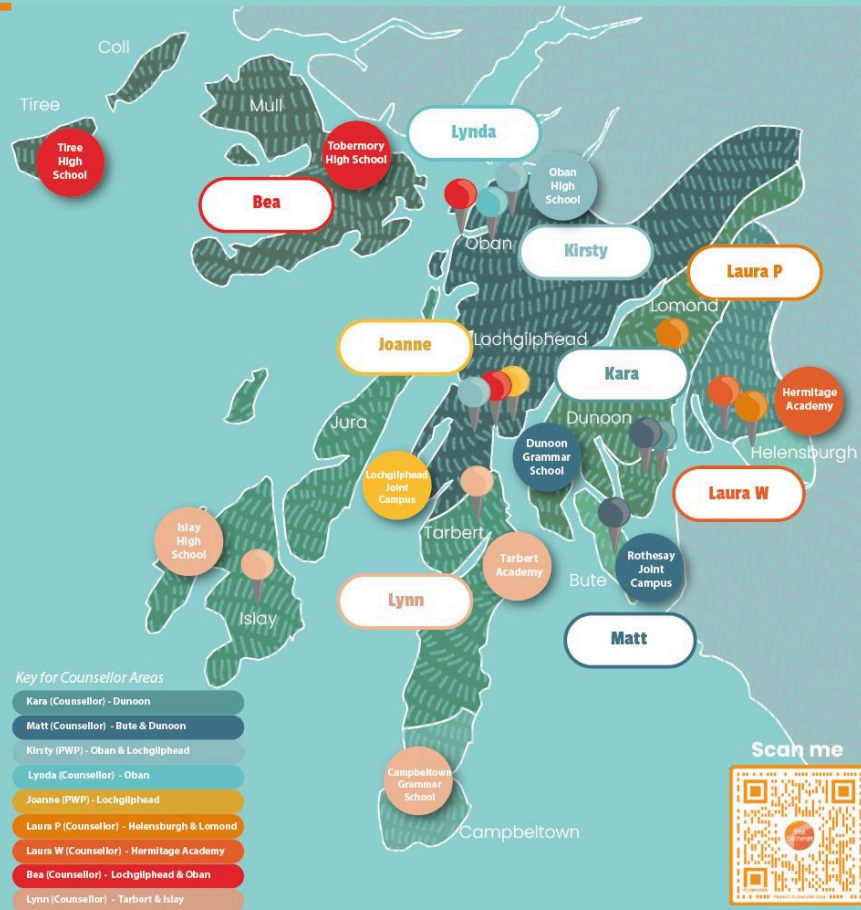 Coll
Tiree
Mull
Tiree
High
School
Tobermory
High School
Bea
Lynda
Oban
High
School
Oban
Kirsty
Laura P
Lomond
Joanne
Lochgilphead
Kara
Hermitage
Academy
Dunoon
Helensburgh
Jura
Dunoon
Grammar
School
Lochgilphead
Joint
Campus
Laura W
Islay
High
School
Tarbert
Tarbert
Academy
Rothesay
Joint
Campus
Bute
Lynn
Islay
Matt
Key for Counsellor Areas
Kara (Counsellor) - Dunoon
Matt (Counsellor) - Bute & Dunoon
Kirsty (PWP) - Oban & Lochgilphead
Lynda (Counsellor) - Oban
Joanne (PWP) - Lochgilphead
Laura P (Counsellor) - Helensburgh & Lomond
Laura W (Counsellor) - Hermitage Academy
Bea (Counsellor) - Lochgilphead & Oban
Lynn (Counsellor) - Tarbert & Islay
Campbeltown
Grammar
School
Campbeltown
Scan me